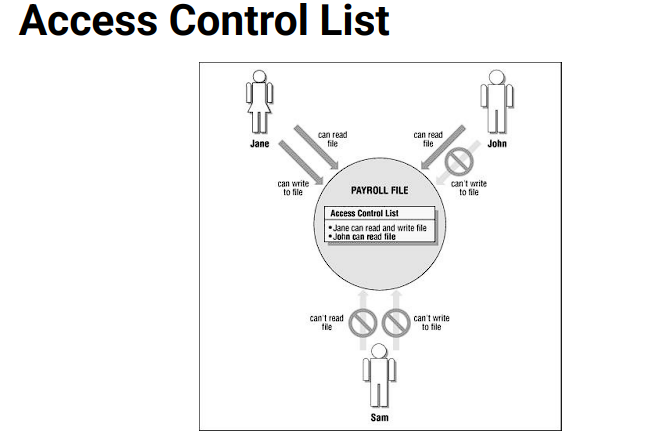 Access Control List
Jane
John
can read
file
can read
file
can write
to file
can't write
to file
PAYROLL FILE
Access Control List
• Jane can read and write file
• John can read file
can't read
file
can't write
to file
Sam